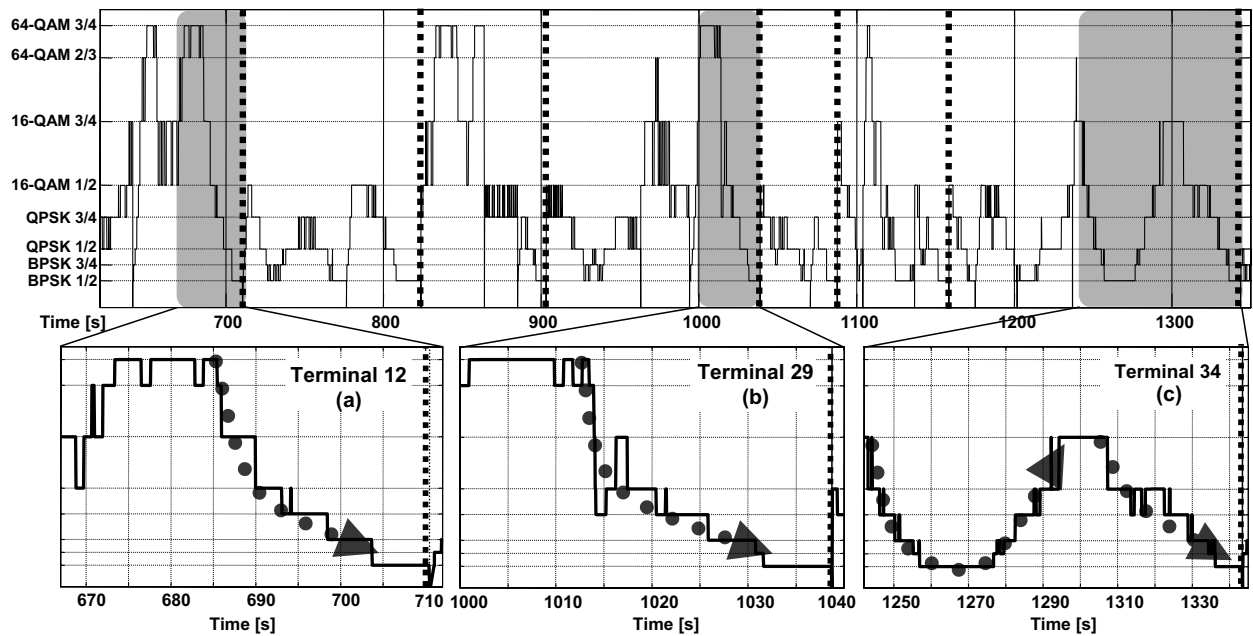 64-QAM 3/4
64-QAM 2/3
16-QAM 3/4
16-QAM 1/2
QPSK 3/4
QPSK 1/2
BPSK 3/4
BPSK 1/2
Time [s] 700 800 900 1000 1100 1200 1300
Terminal 12
(a)
Terminal 29
(b)
Terminal 34
(c)
670 680 690 700 710
1000 1010 1020 1030 1040
1250 1270 1290 1310 1330
Time [s] Time [s] Time [s]